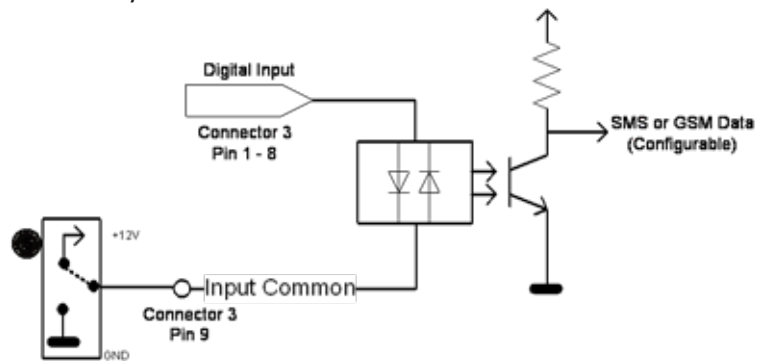 Digital Input
Connector 3
Pin 1 - 8
SMS or GSM Data
(Configurable)
+12V
Input Common
Connector 3
Pin 9
GND